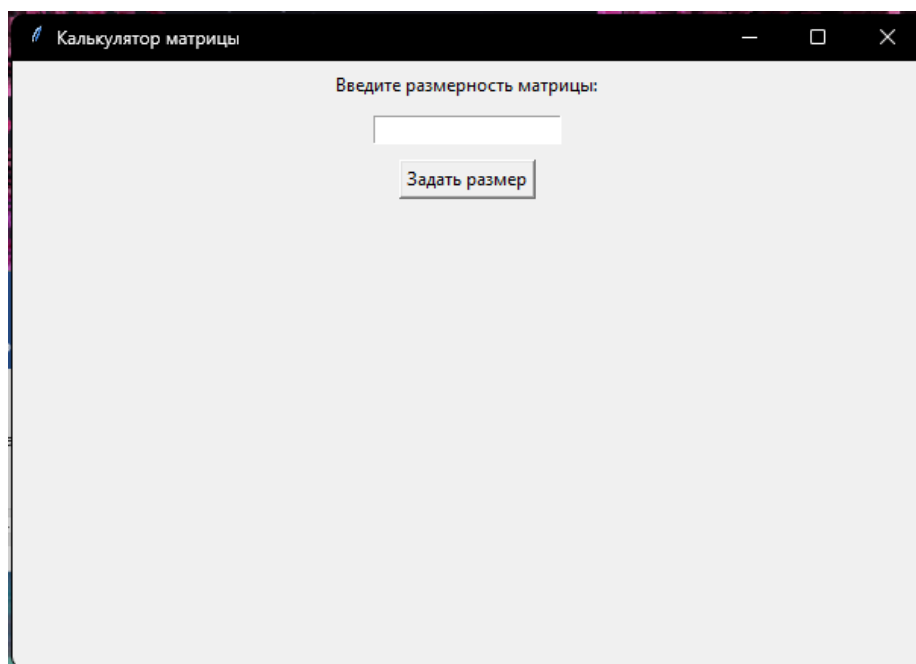 Калькулятор матрицы
Введите размерность матрицы:
Задать размер